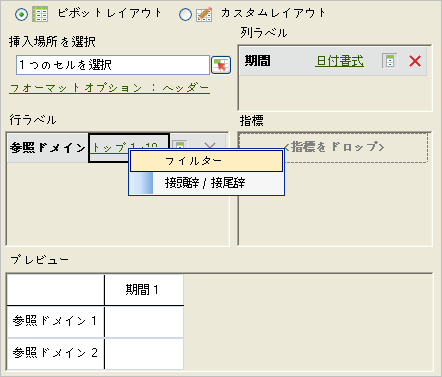 ピボットレイアウト
カスタムレイアウト
挿入場所を選択
1つのセルを選択
フォーマットオプション : ヘッダー
列ラベル
期間 日付書式
行ラベル
参照ドメイン トップ 1-10
指標
<指標をドロップ>
フィルター
接頭辞 / 接尾辞
プレビュー
期間 1
参照ドメイン 1
参照ドメイン 2